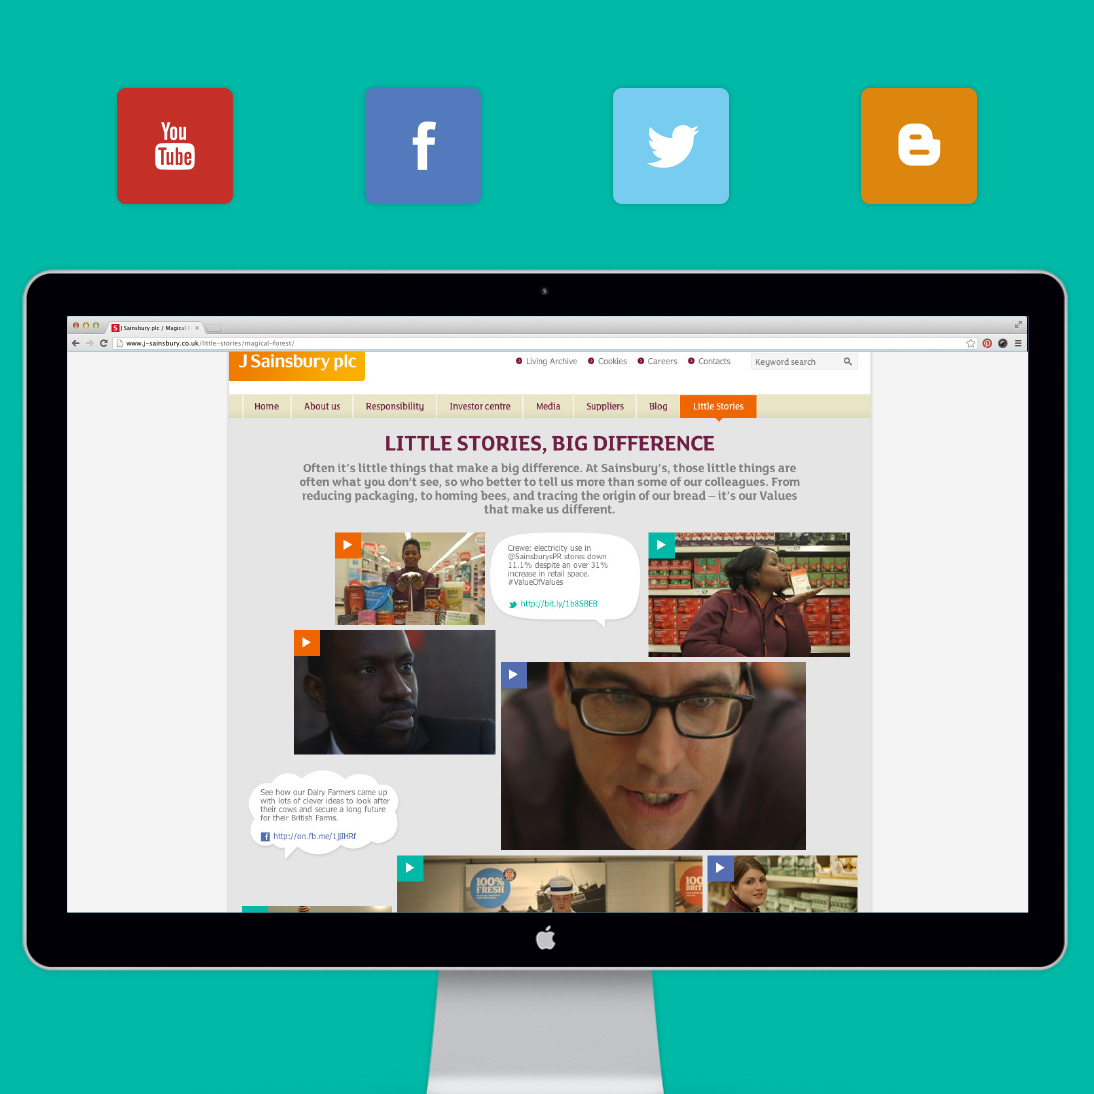 You
Tube
f
J Sainsbury plc / Magical F
www.j-sainsbury.co.uk/little-stories/magical-forest/
J Sainsbury plc
Living Archive Cookies Careers Contacts
Keyword search
Home About us Responsibility Investor centre Media Suppliers Blog Little Stories
LITTLE STORIES, BIG DIFFERENCE
Often it's little things that make a big difference. At Sainsbury's, those little things are
often what you don't see, so who better to tell us more than some of our colleagues. From
reducing packaging, to homing bees, and tracing the origin of our bread – it's our Values
that make us different.
Crewe: electricity use in
@SainsburysPR stores down
11.1% despite an over 31%
increase in retail space.
#ValueOfValues
http://bit.ly/1b8SBEB
See how our Dairy Farmers came up
with lots of clever ideas to look after
their cows and secure a long future
for their British Farms.
http://on.fb.me/1JJIHRf
100%
FRESH